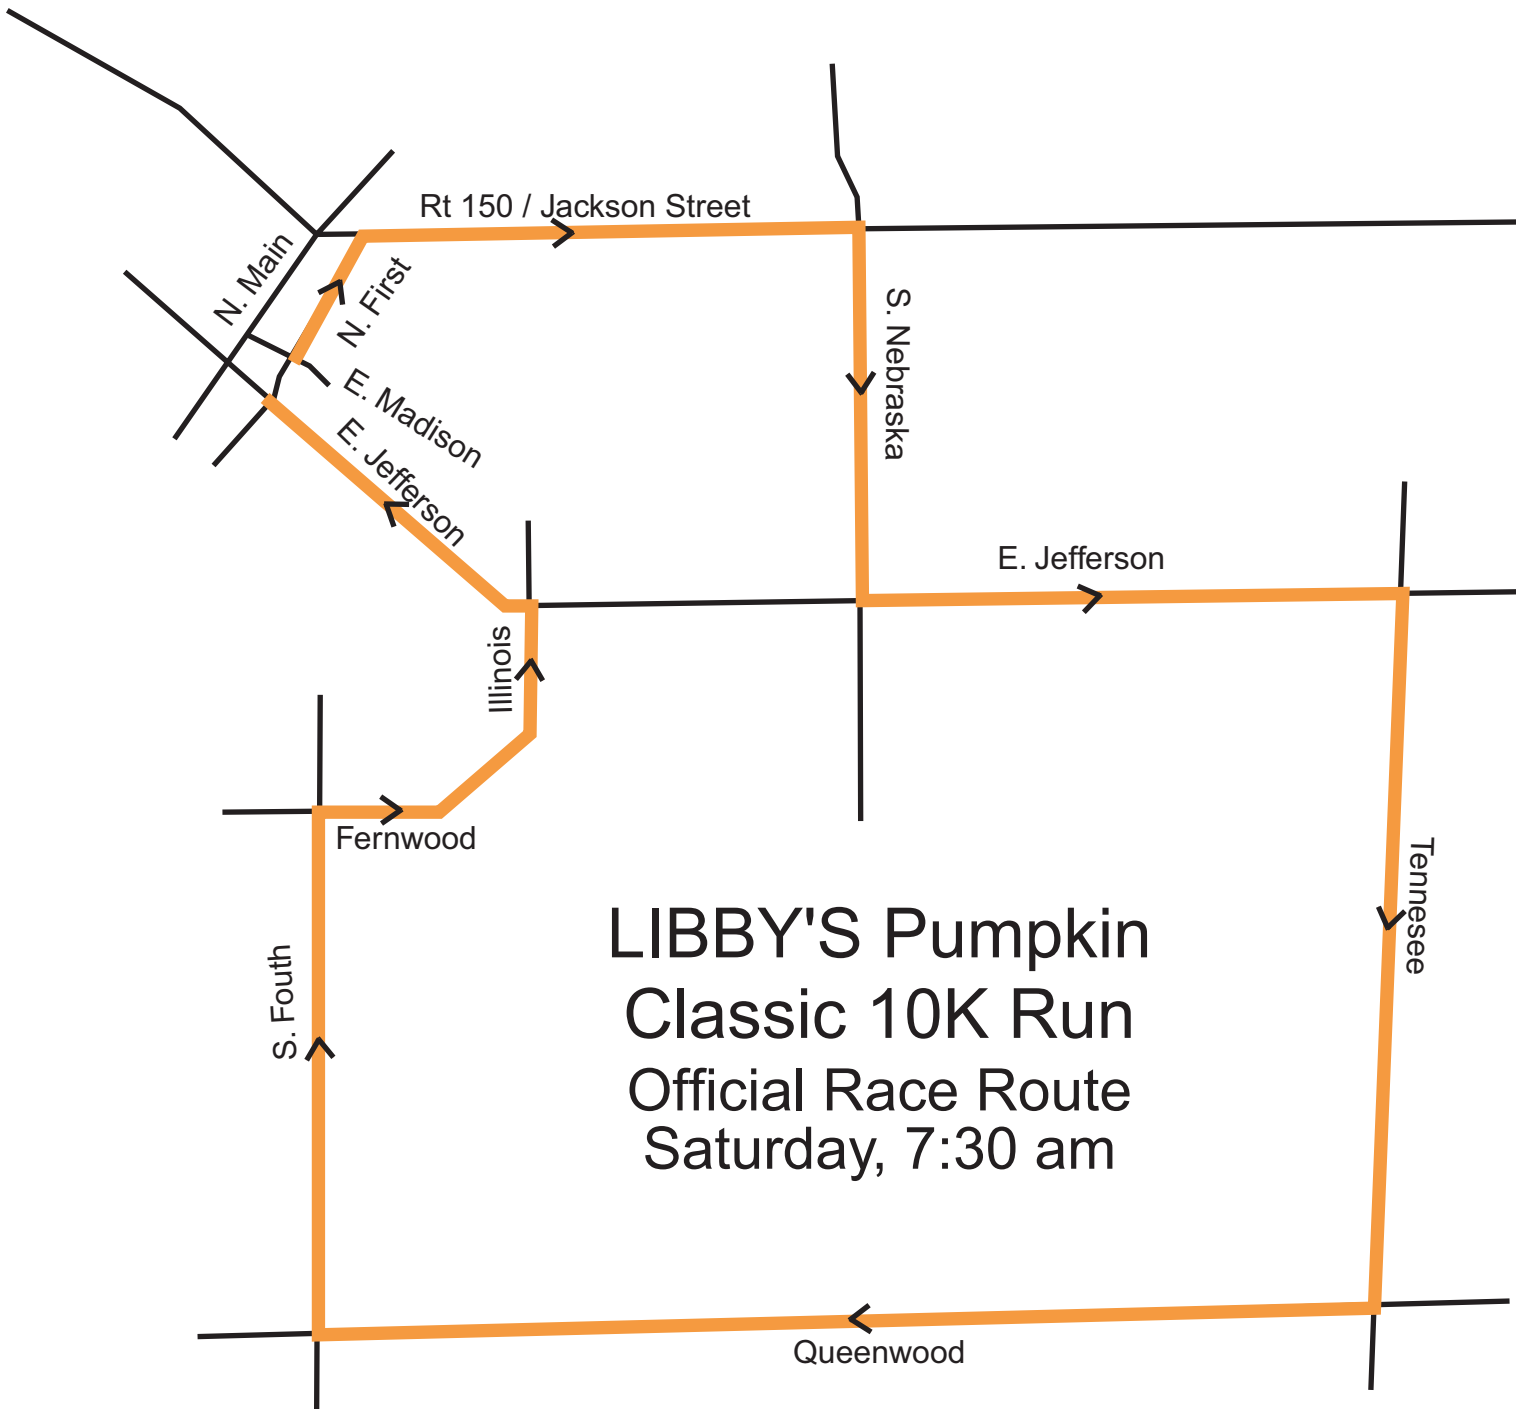 Rt 150 / Jackson Street
N. Main
N. First
S. Nebraska
E. Madison
E. Jefferson
E. Jefferson
Illinois
Fernwood
Tennesee
S. Fouth
LIBBY'S Pumpkin
Classic 10K Run
Official Race Route
Saturday, 7:30 am
Queenwood